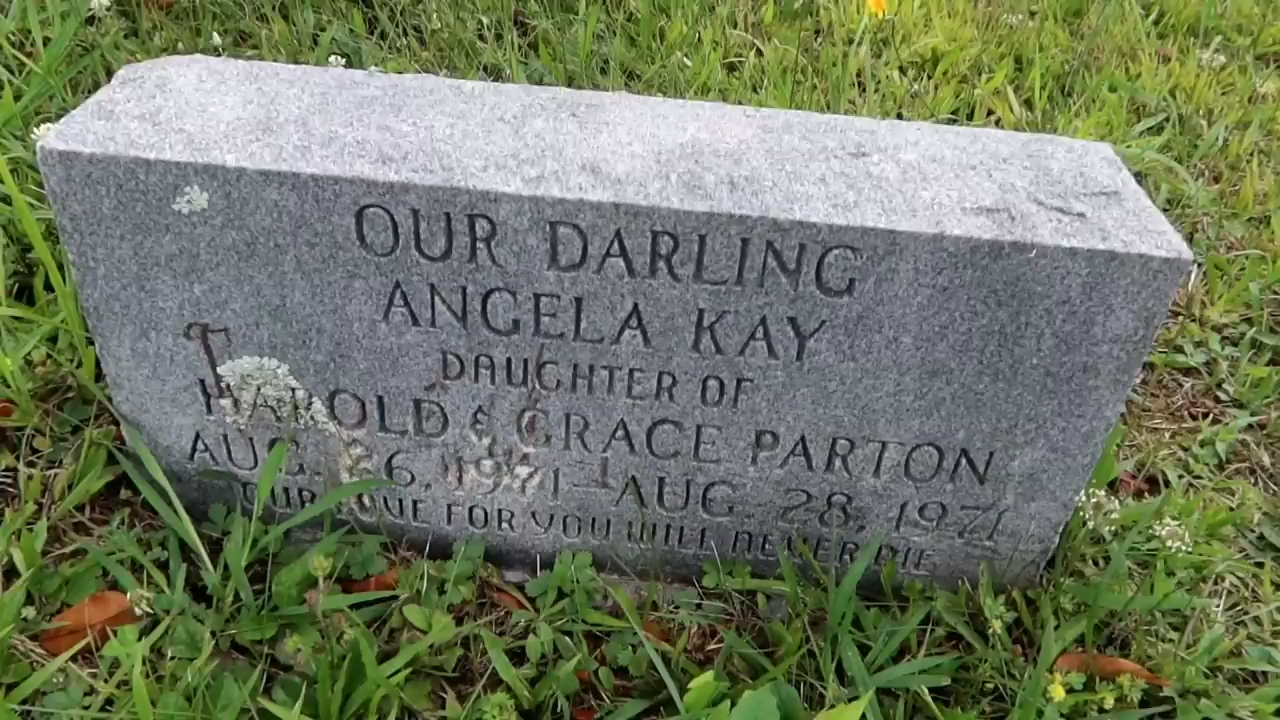 OUR DARLING
ANGELA KAY
DAUGHTER OF
HAROLD & GRACE PARTON
AUG. 26, 1971 - AUG. 28, 1971
OUR LOVE FOR YOU WILL NEVER DIE